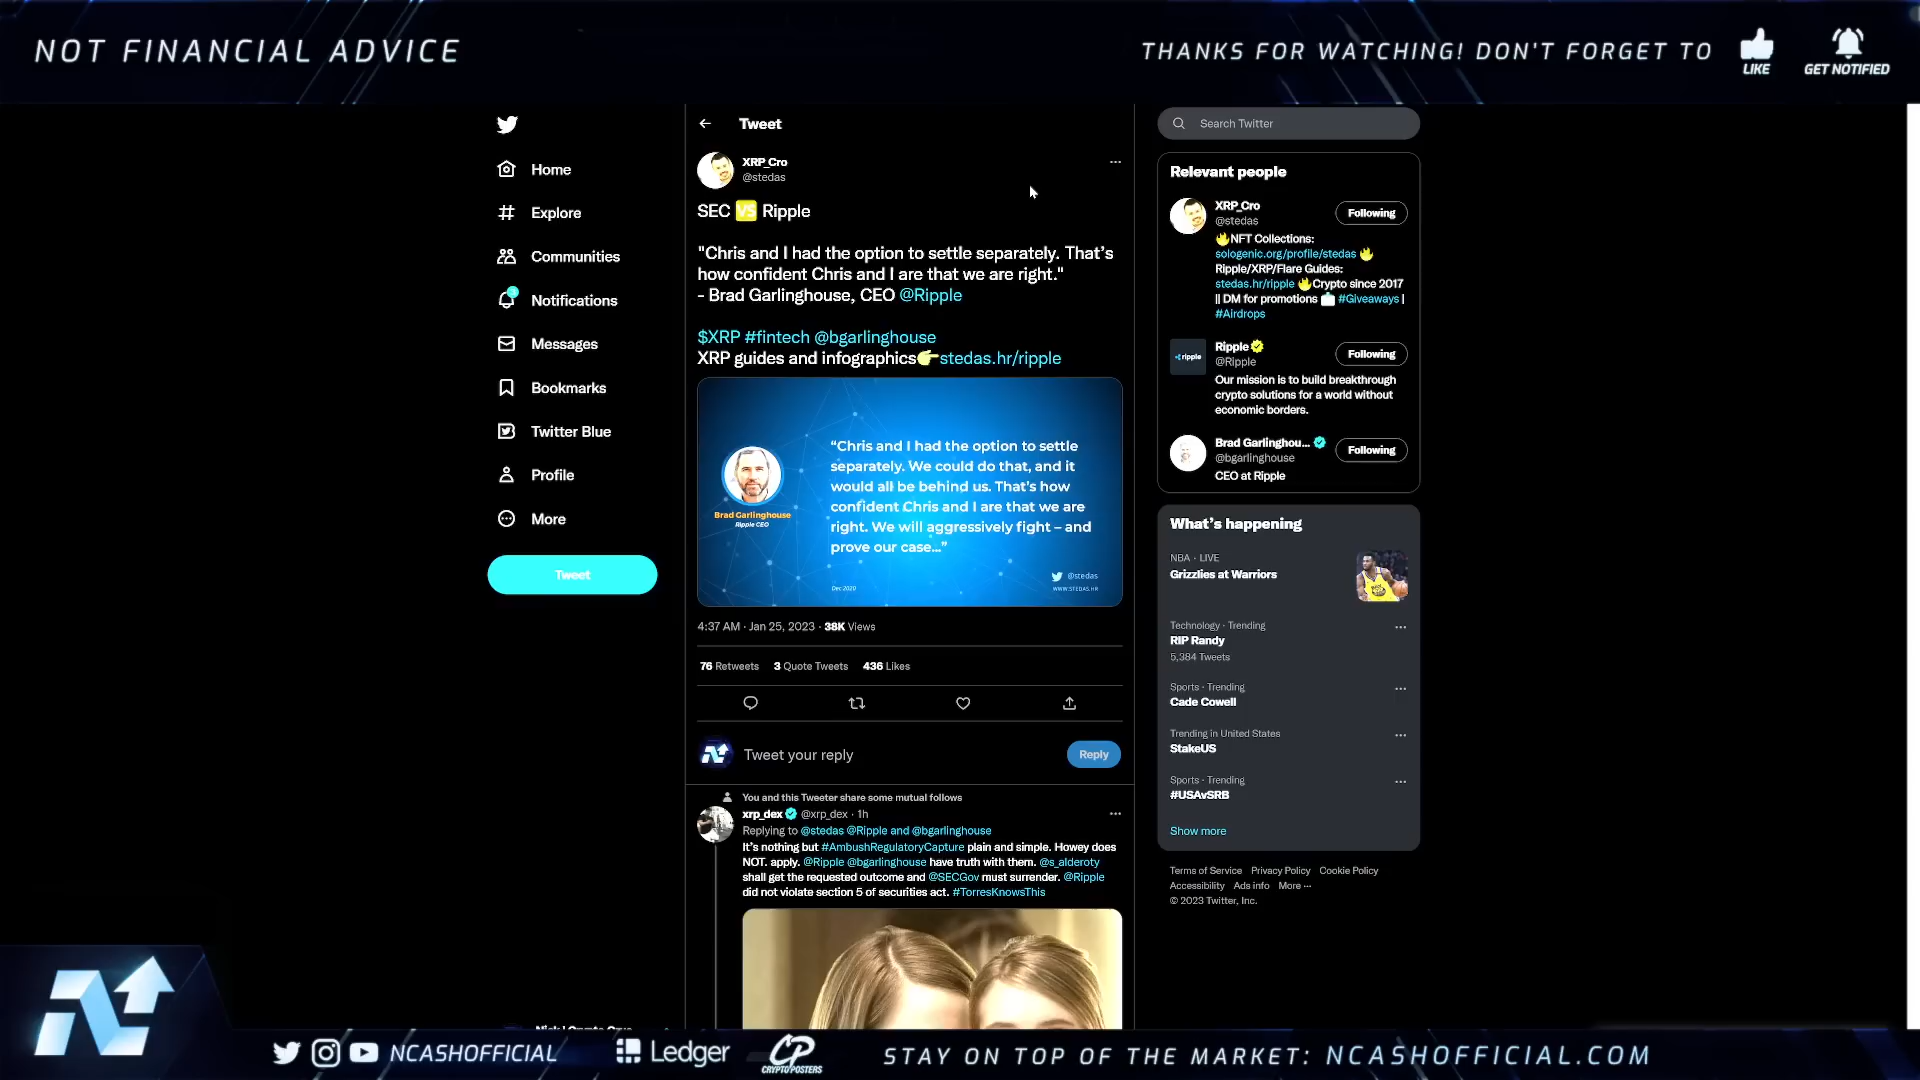 NOT FINANCIAL ADVICE
THANKS FOR WATCHING! DON'T FORGET TO
LIKE
GET NOTIFIED
Home
Explore
Communities
Notifications
Messages
Bookmarks
Twitter Blue
Profile
More
Tweet
Tweet
XRP_Cro
@stedas
SEC VS Ripple
"Chris and I had the option to settle separately. That's
how confident Chris and I are that we are right."
- Brad Garlinghouse, CEO @Ripple
$XRP #fintech @bgarlinghouse
XRP guides and infographics👉stedas.hr/ripple
Brad Garlinghouse
Ripple CEO
“Chris and I had the option to settle
separately. We could do that, and it
would all be behind us. That’s how
confident Chris and I are that we are
right. We will aggressively fight – and
prove our case...”
Dec 2020
@stedas
WWW.STEDAS.HR
4:37 AM · Jan 25, 2023 · 38K Views
76 Retweets 3 Quote Tweets 436 Likes
Tweet your reply
Reply
You and this Tweeter share some mutual follows
xrp_dex @xrp_dex · 1h
Replying to @stedas @Ripple and @bgarlinghouse
It's nothing but #AmbushRegulatoryCapture plain and simple. Howey does
NOT. apply. @Ripple @bgarlinghouse have truth with them. @s_alderoty
shall get the requested outcome and @SECGov must surrender. @Ripple
did not violate section 5 of securities act. #TorresKnowsThis
Search Twitter
Relevant people
XRP_Cro
@stedas
Following
🔥NFT Collections:
sologenic.org/profile/stedas 🔥
Ripple/XRP/Flare Guides:
stedas.hr/ripple 🔥Crypto since 2017
|| DM for promotions #Giveaways |
#Airdrops
Ripple
@Ripple
Following
ripple
Our mission is to build breakthrough
crypto solutions for a world without
economic borders.
Brad Garlinghou...
@bgarlinghouse
Following
CEO at Ripple
What's happening
NBA · LIVE
Grizzlies at Warriors
Technology · Trending
RIP Randy
5,384 Tweets
Sports · Trending
Cade Cowell
Trending in United States
StakeUS
Sports · Trending
#USAvSRB
Show more
Terms of Service Privacy Policy Cookie Policy
Accessibility Ads info More ···
© 2023 Twitter, Inc.
NCASHOFFICIAL
Ledger
CP
CRYPTOPOSTERS
STAY ON TOP OF THE MARKET: NCASHOFFICIAL.COM